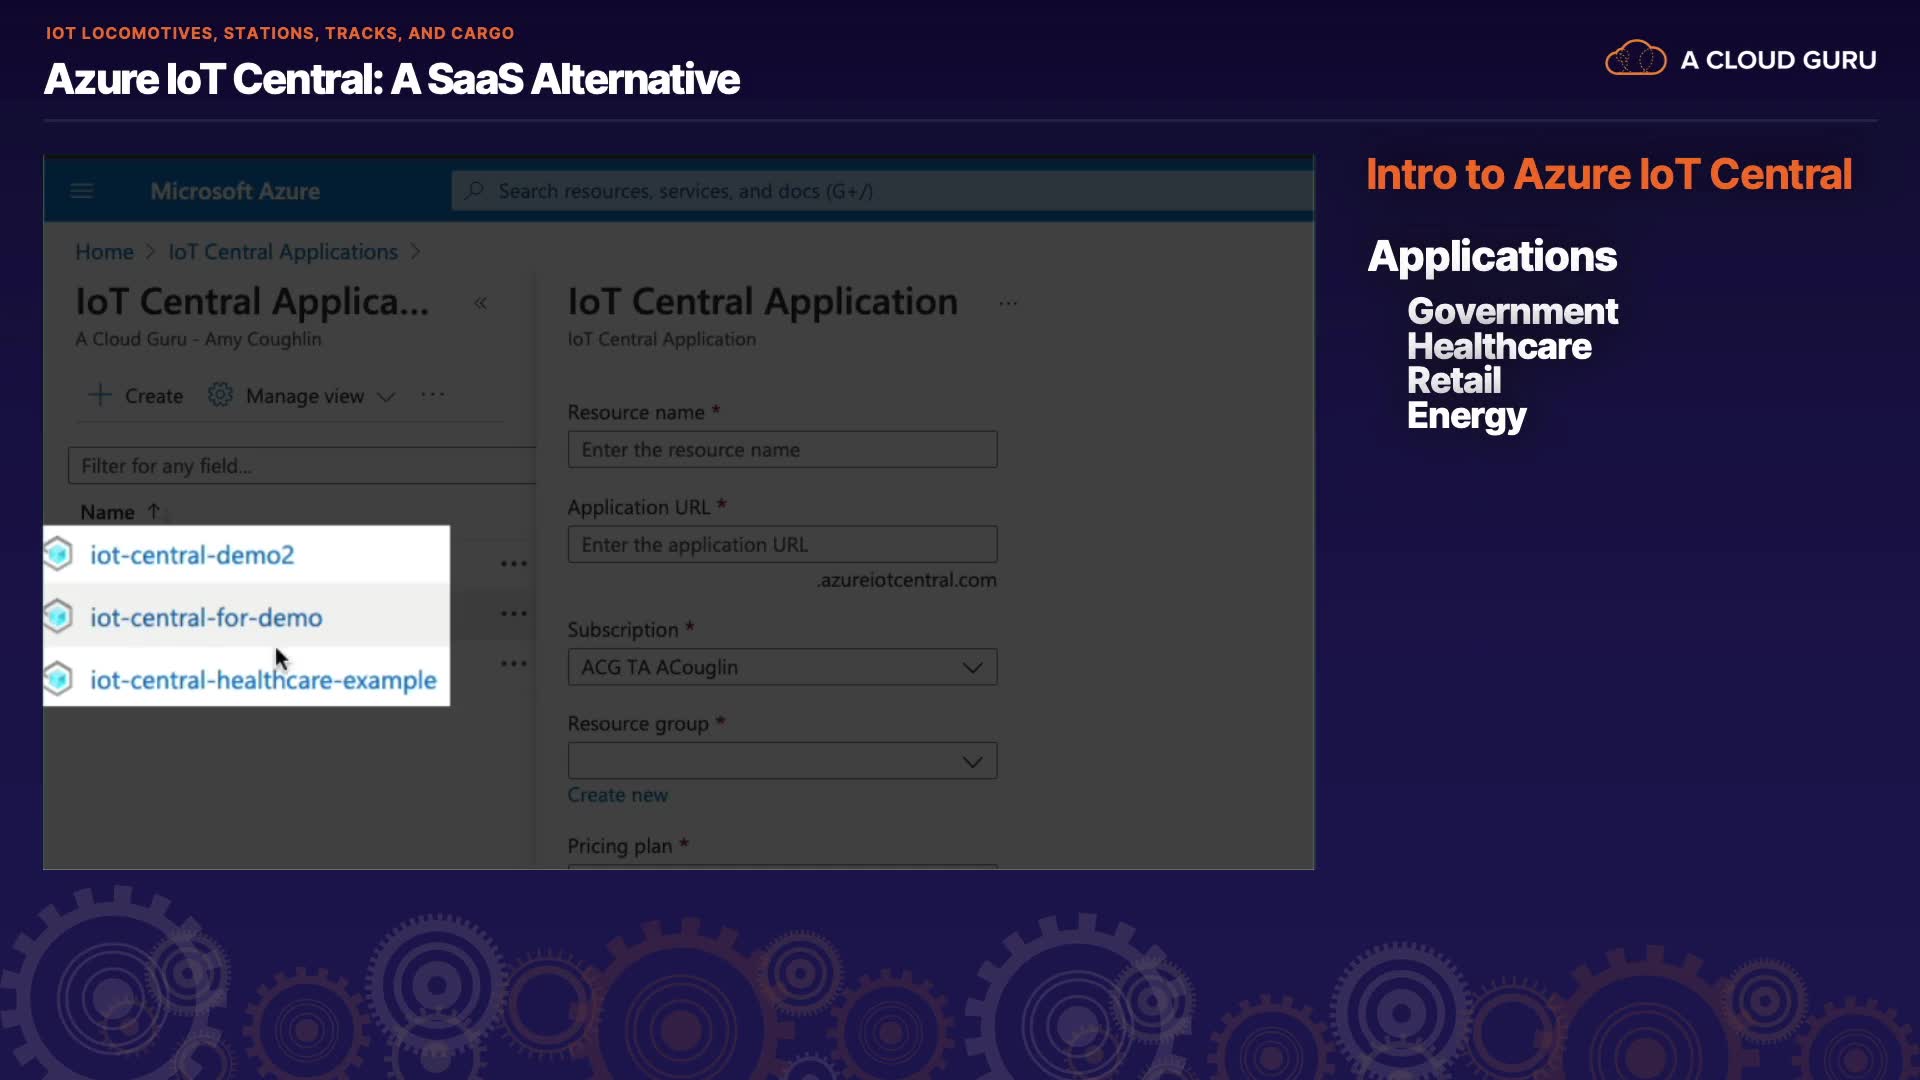 IOT LOCOMOTIVES, STATIONS, TRACKS, AND CARGO
Azure IoT Central: A SaaS Alternative
A CLOUD GURU
Microsoft Azure
Search resources, services, and docs (G+/)
Home > IoT Central Applications >
IoT Central Applica... «
A Cloud Guru - Amy Coughlin
+ Create Manage view ...
Filter for any field...
Name ↑
iot-central-demo2 ...
iot-central-for-demo ...
iot-central-healthcare-example ...
IoT Central Application ...
IoT Central Application
Resource name *
Enter the resource name
Application URL *
Enter the application URL
.azureiotcentral.com
Subscription *
ACG TA ACouglin
Resource group *
Create new
Pricing plan *
Intro to Azure IoT Central
Applications
Government
Healthcare
Retail
Energy